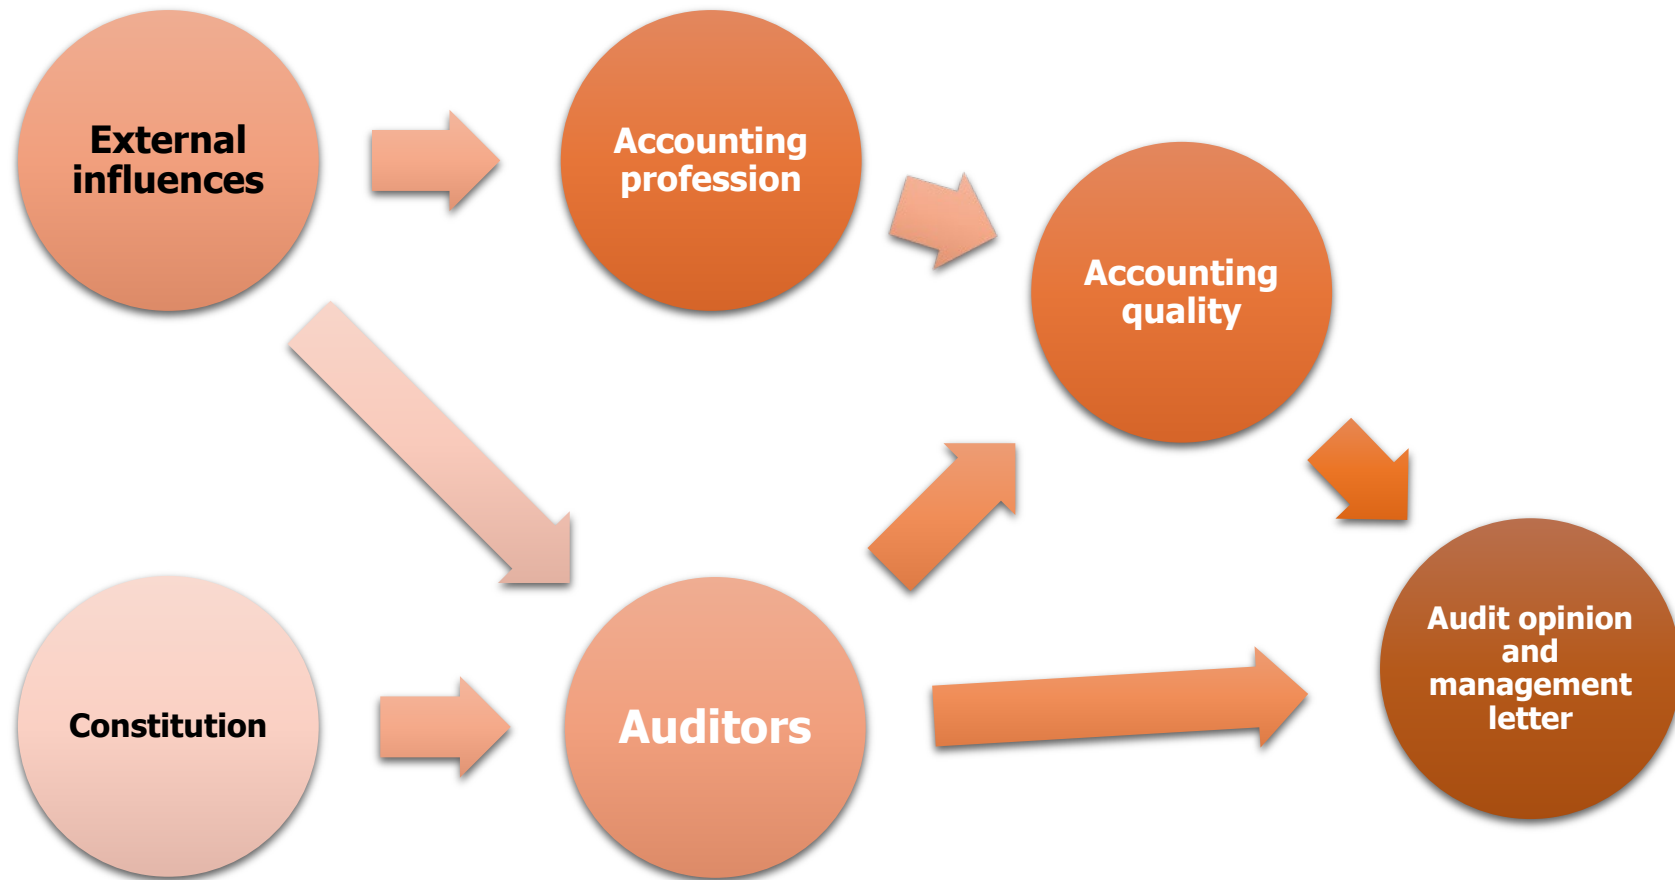 External
influences
Accounting
profession
Accounting
quality
Constitution
Auditors
Audit opinion
and
management
letter